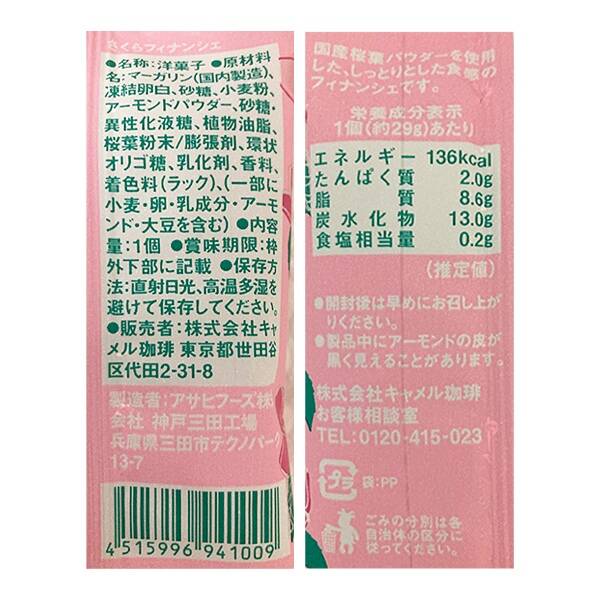 さくらフィナンシェ
●名称:洋菓子 ●原材料
名:マーガリン(国内製造)、
凍結卵白、砂糖、小麦粉、
アーモンドパウダー、砂糖・
異性化液糖、植物油脂、
桜葉粉末/膨張剤、環状
オリゴ糖、乳化剤、香料、
着色料(ラック)、(一部に
小麦・卵・乳成分・アーモ
ンド・大豆を含む) ●内容
量:1個 ●賞味期限:枠
外下部に記載 ●保存方
法:直射日光、高温多湿を
避けて保存してください。
●販売者:株式会社キャ
メル珈琲 東京都世田谷
区代田2-31-8
製造者:アサヒフーズ株式
会社 神戸三田工場
兵庫県三田市テクノパーク
13-7
4 515996 941009
国産桜葉パウダーを使用
した、しっとりとした食感の
フィナンシェです。
栄養成分表示
1個(約29g)あたり
エネルギー 136kcal
たんぱく質 2.0g
脂質 8.6g
炭水化物 13.0g
食塩相当量 0.2g
(推定値)
●開封後は早めにお召し上が
りください。
●製品中にアーモンドの皮が
黒く見えることがあります。
株式会社キャメル珈琲
お客様相談室
TEL:0120-415-023
プラ 袋:PP
ごみの分別は各
自治体の区分に
従ってください。